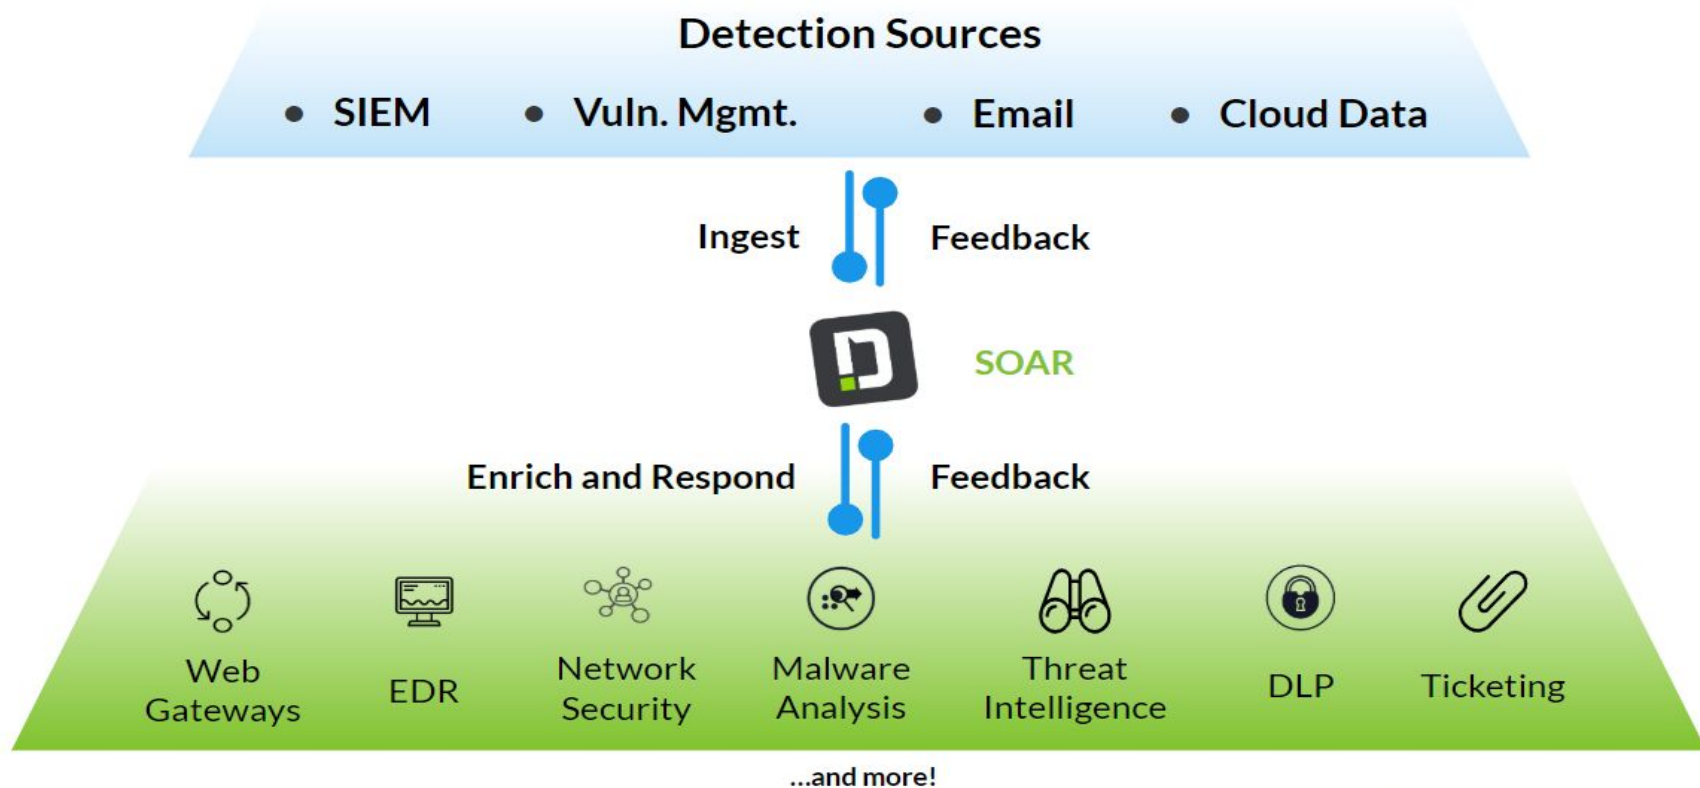 Detection Sources
• SIEM • Vuln. Mgmt. • Email • Cloud Data
Ingest Feedback
SOAR
Enrich and Respond Feedback
Web Gateways
EDR
Network Security
Malware Analysis
Threat Intelligence
DLP
Ticketing
...and more!